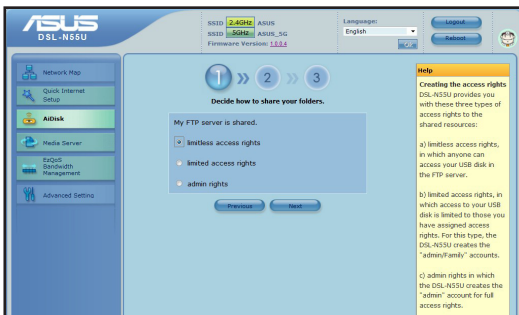 ASUS
DSL-N55U
SSID 2.4GHz ASUS
SSID 5GHz ASUS_5G
Firmware Version: 1.0.0.4
Language:
English
Logout
Reboot
Network Map
Quick Internet
Setup
AiDisk
Media Server
EzQoS
Bandwidth
Management
Advanced Setting
1 » 2 » 3
Decide how to share your folders.
My FTP server is shared.
limitless access rights
limited access rights
admin rights
Previous
Next
Help
Creating the access rights
DSL-N55U provides you
with these three types of
access rights to the
shared resources:
a) limitless access rights,
in which anyone can
access your USB disk in
the FTP server.
b) limited access rights, in
which access to your USB
disk is limited to those you
have assigned access
rights. For this type, the
DSL-N55U creates the
"admin/Family" accounts.
c) admin rights in which
the DSL-N55U creates the
"admin" account for full
access rights.